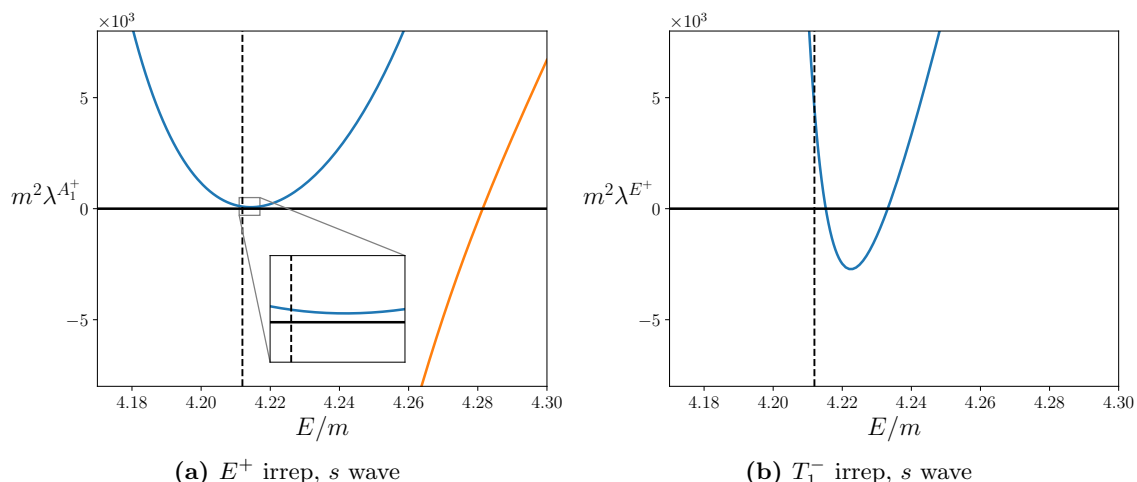 ×10³
5
0
−5
m²λ^{A₁⁺}
4.18 4.20 4.22 4.24 4.26 4.28 4.30
E/m
(a) E⁺ irrep, s wave
×10³
5
0
−5
m²λ^{E⁺}
4.18 4.20 4.22 4.24 4.26 4.28 4.30
E/m
(b) T₁⁻ irrep, s wave